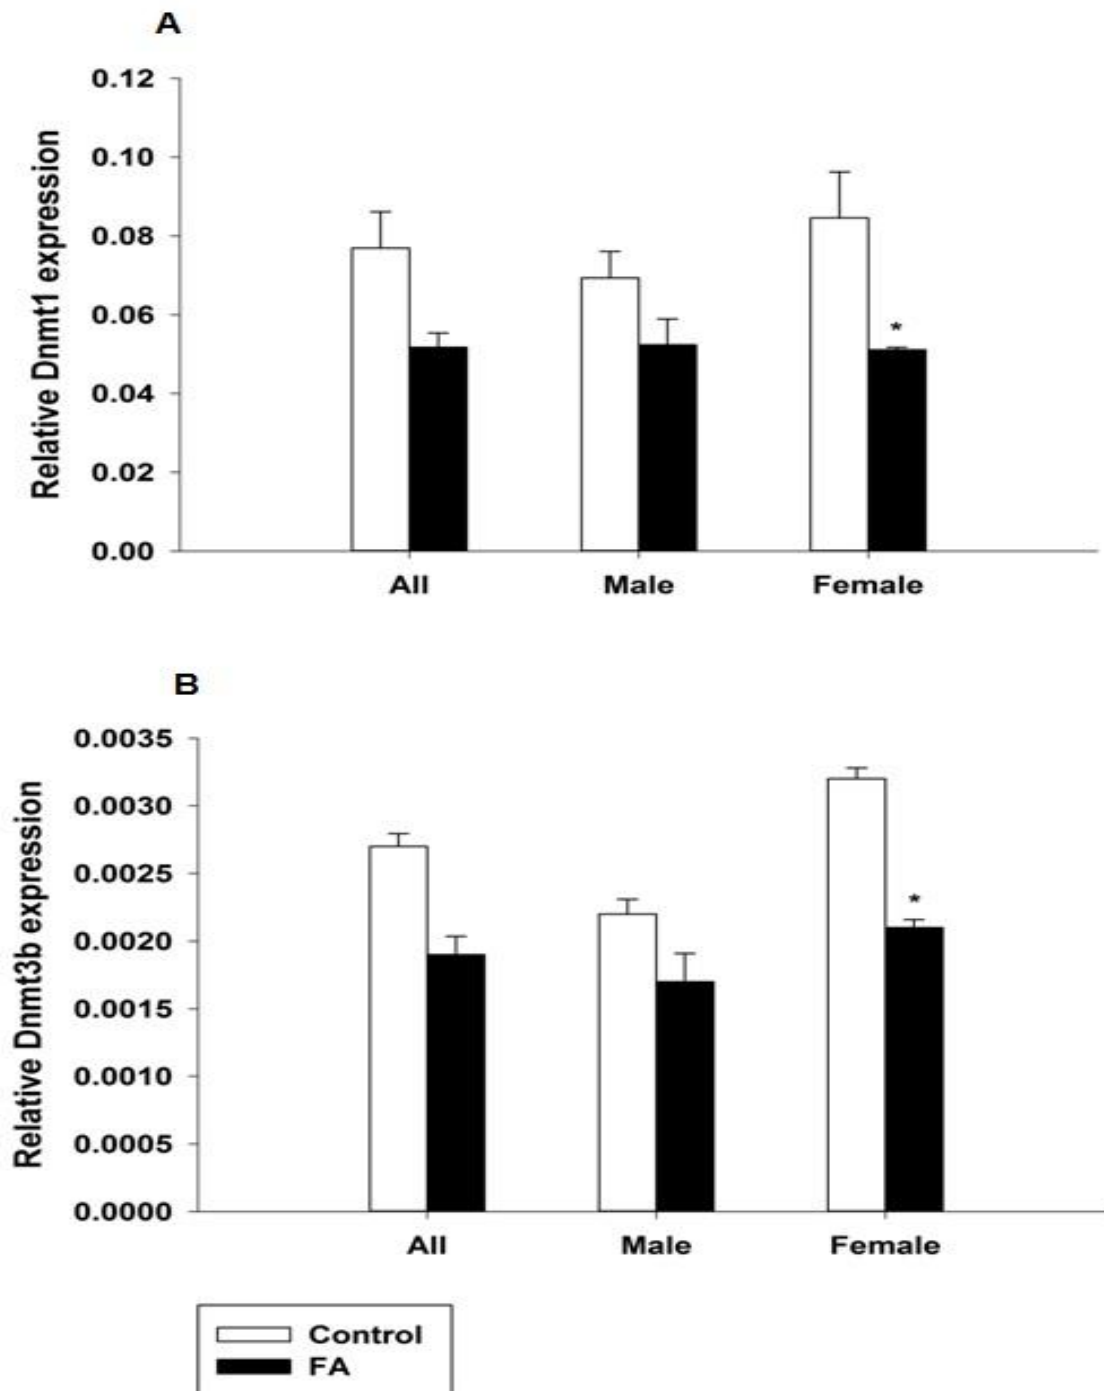 A
Relative Dnmt1 expression
0.12
0.10
0.08
0.06
0.04
0.02
0.00
*
All Male Female
B
Relative Dnmt3b expression
0.0035
0.0030
0.0025
0.0020
0.0015
0.0010
0.0005
0.0000
*
All Male Female
Control
FA